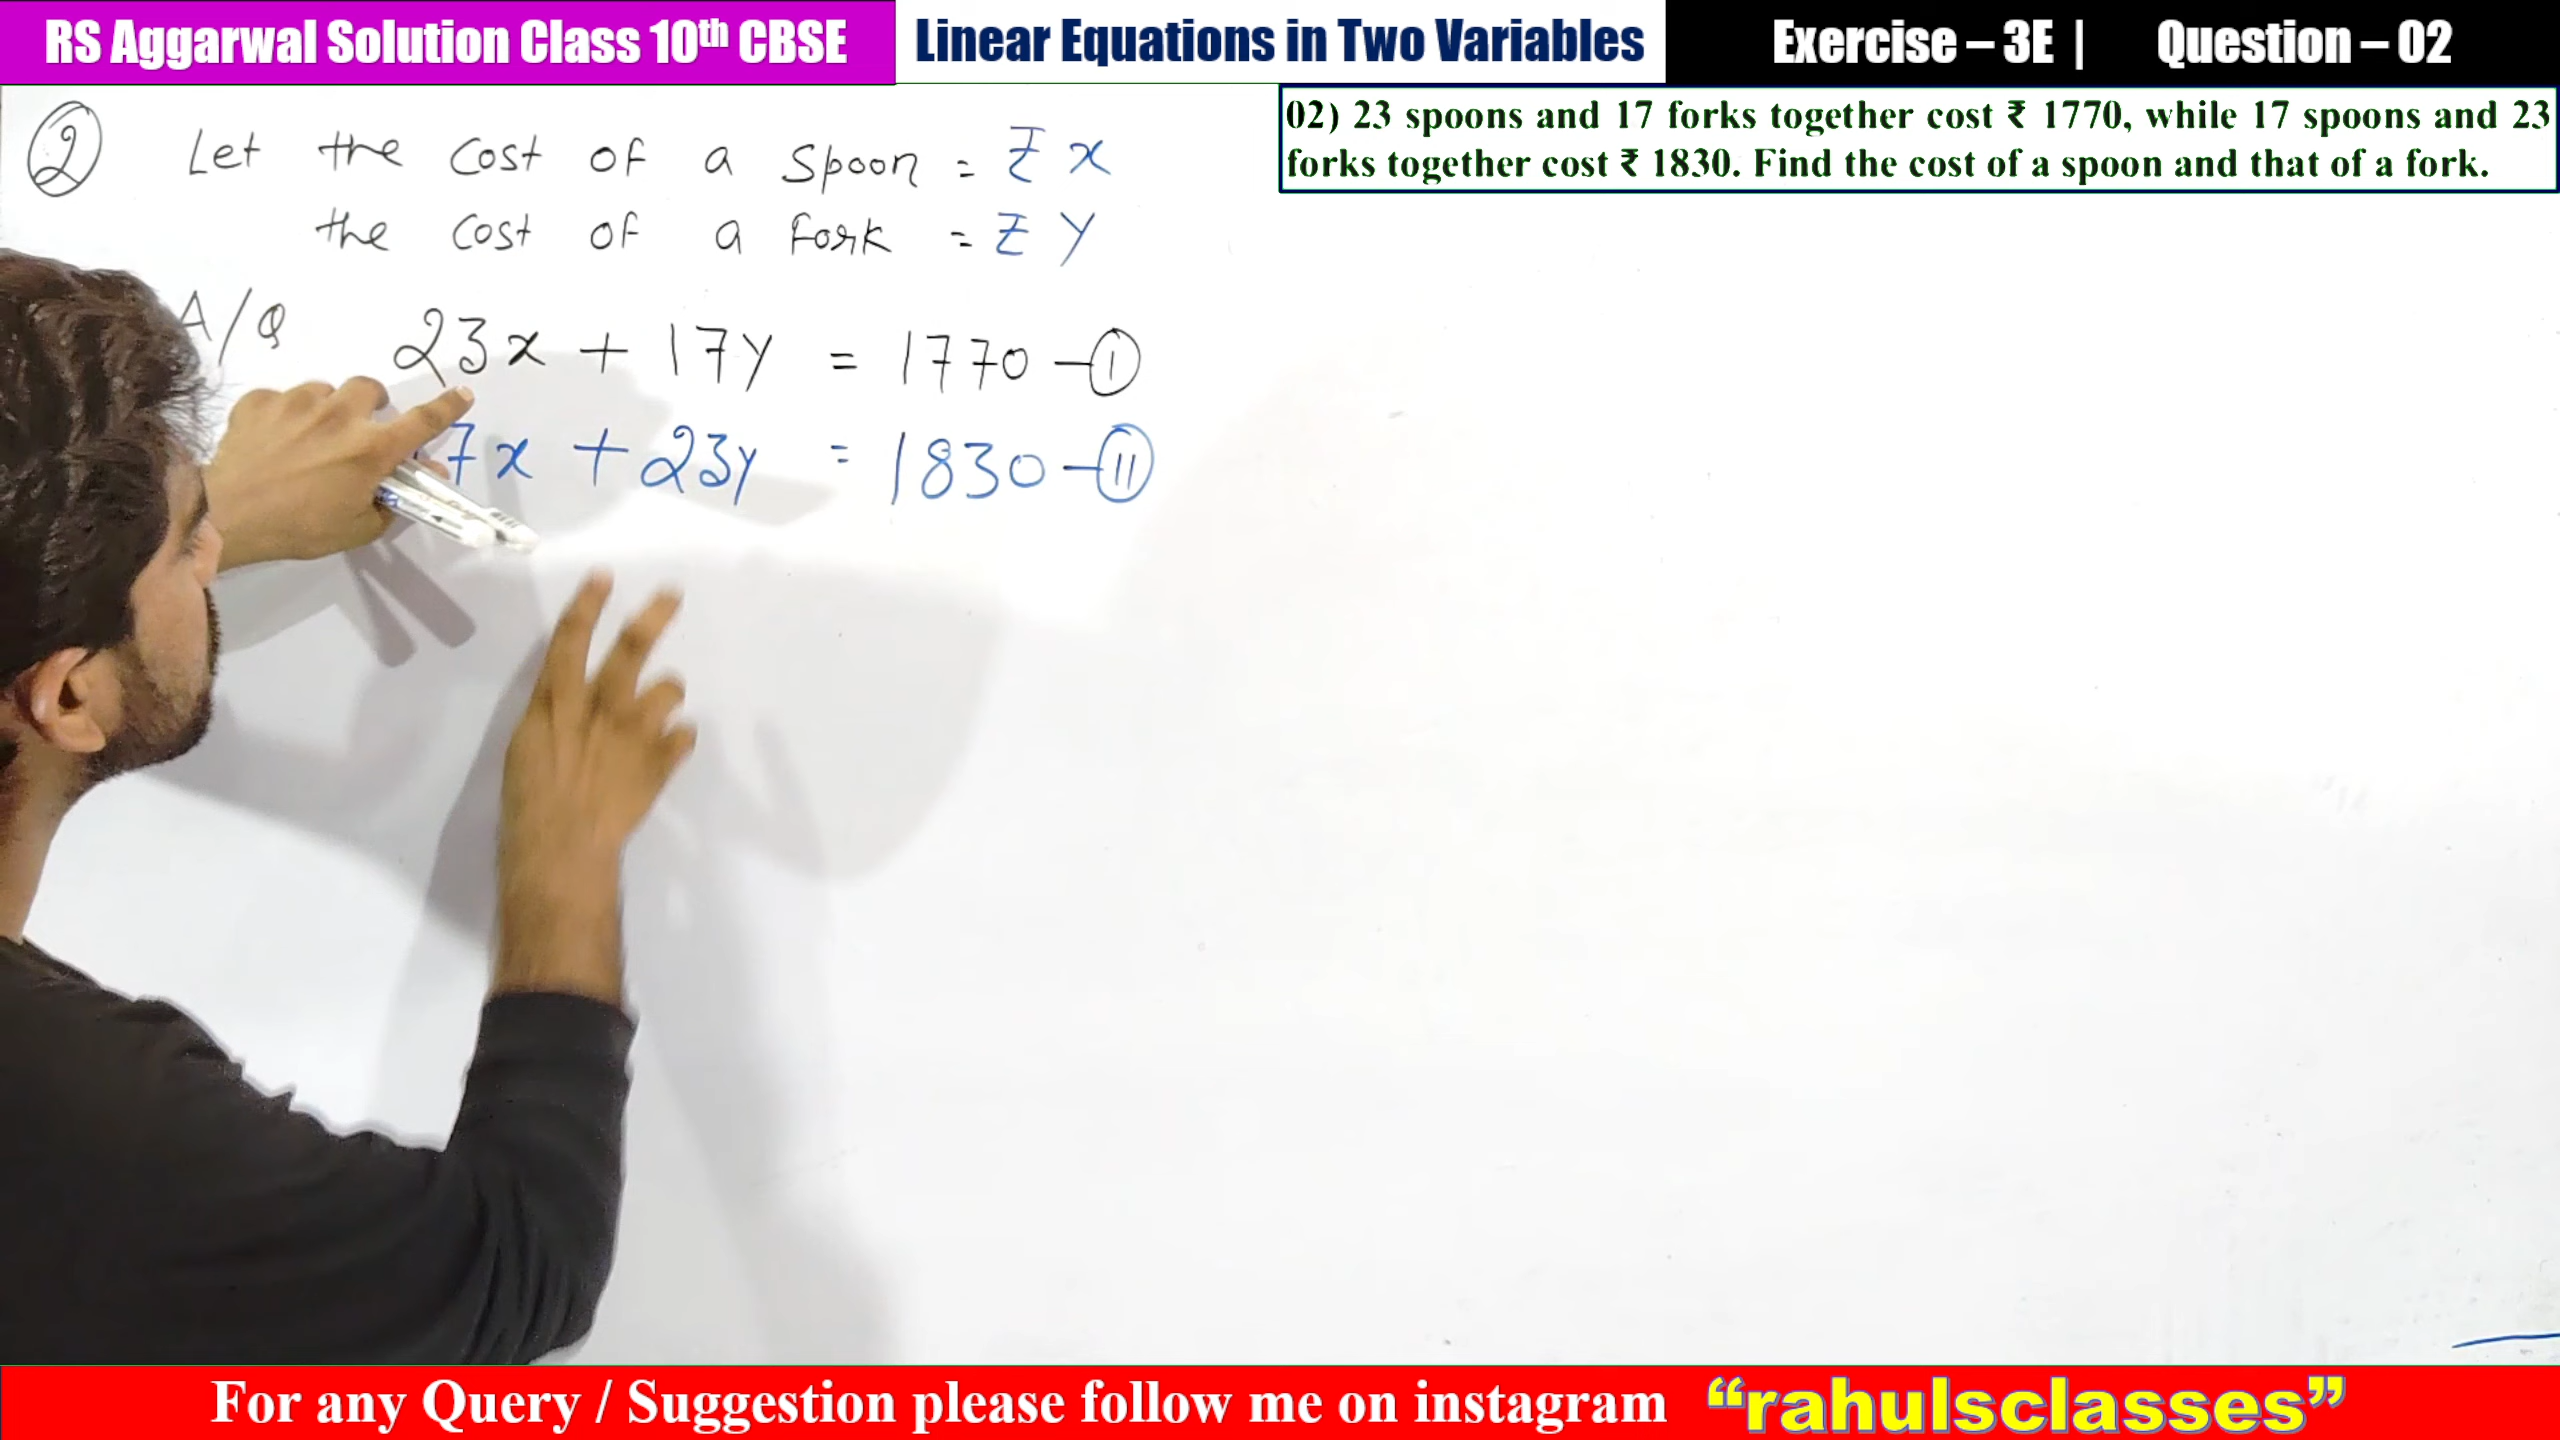 RS Aggarwal Solution Class 10th CBSE
Linear Equations in Two Variables
Exercise – 3E | Question – 02
02) 23 spoons and 17 forks together cost ₹ 1770, while 17 spoons and 23
forks together cost ₹ 1830. Find the cost of a spoon and that of a fork.
② Let the cost of a spoon = ₹ x
the cost of a fork = ₹ y
A/Q
23x + 17y = 1770 – Ⓘ
7x + 23y = 1830 – (II)
For any Query / Suggestion please follow me on instagram “rahulsclasses”